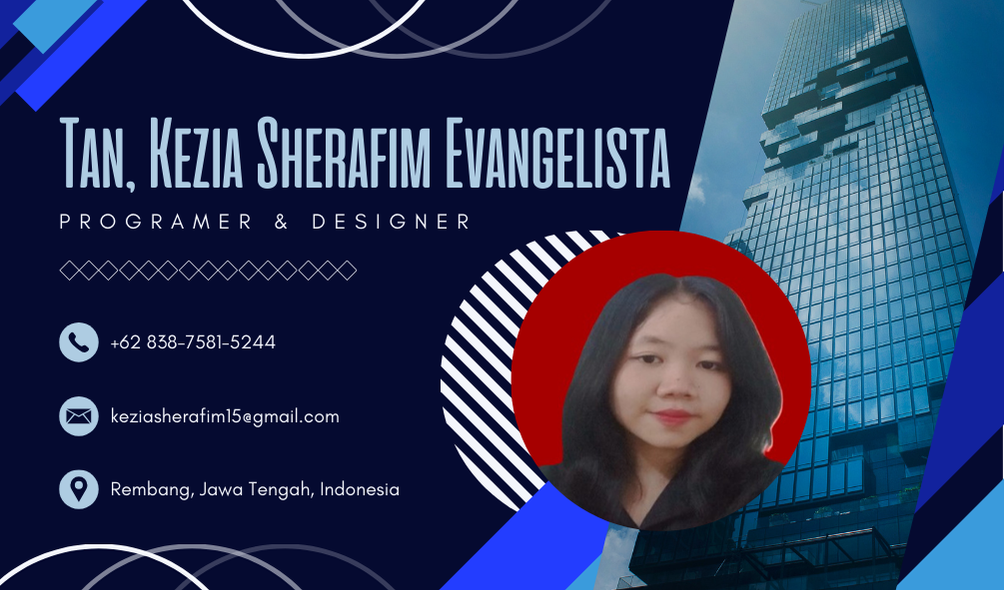 Tan, Kezia Sherafim Evangelista
PROGRAMER & DESIGNER
+62 838-7581-5244
keziasherafim15@gmail.com
Rembang, Jawa Tengah, Indonesia